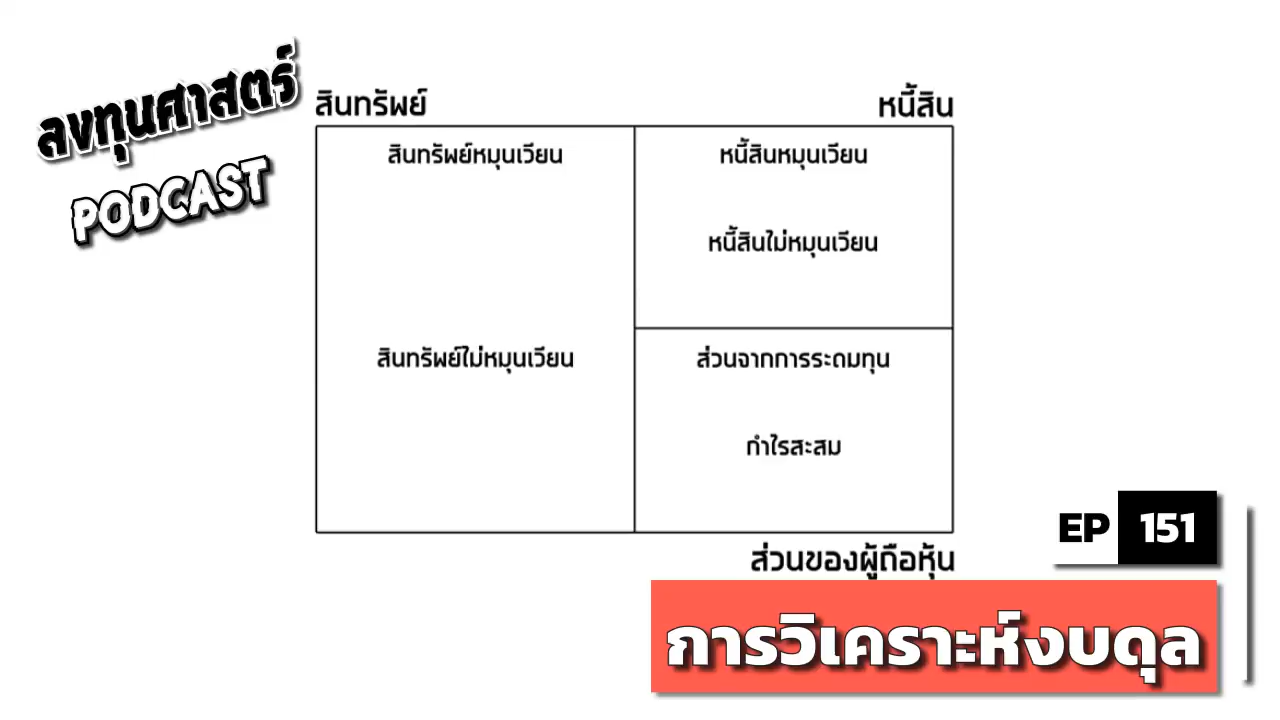 ลงทุนศาสตร์
PODCAST
สินทรัพย์
หนี้สิน
สินทรัพย์หมุนเวียน
หนี้สินหมุนเวียน
หนี้สินไม่หมุนเวียน
สินทรัพย์ไม่หมุนเวียน
ส่วนจากการระดมทุน
กำไรสะสม
ส่วนของผู้ถือหุ้น
EP 151
การวิเคราะห์งบดุล